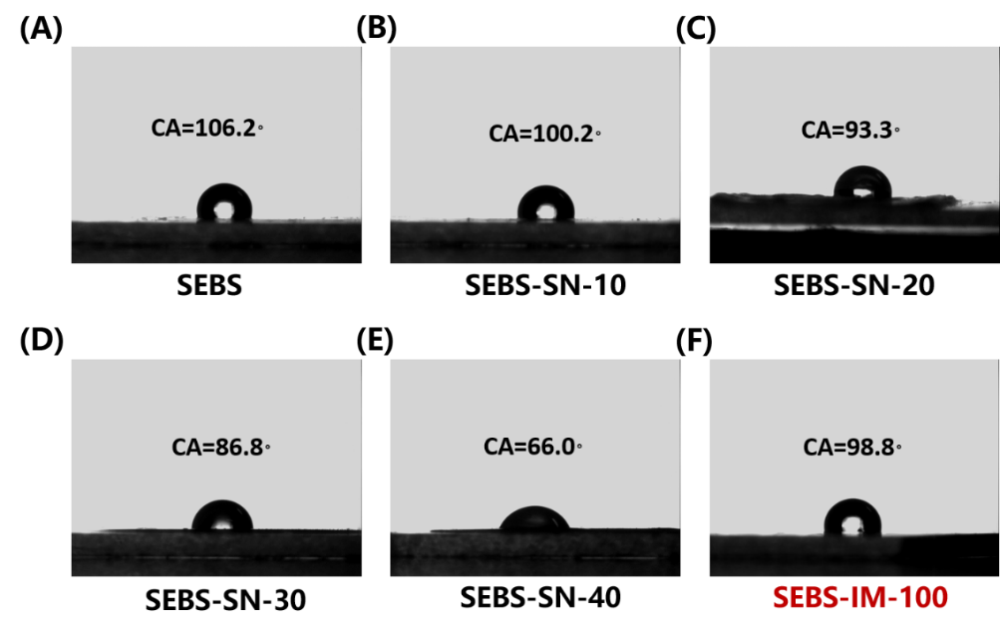 (A)
(B)
(C)
CA=106.2°
CA=100.2°
CA=93.3°
SEBS
SEBS-SN-10
SEBS-SN-20
(D)
(E)
(F)
CA=86.8°
CA=66.0°
CA=98.8°
SEBS-SN-30
SEBS-SN-40
SEBS-IM-100